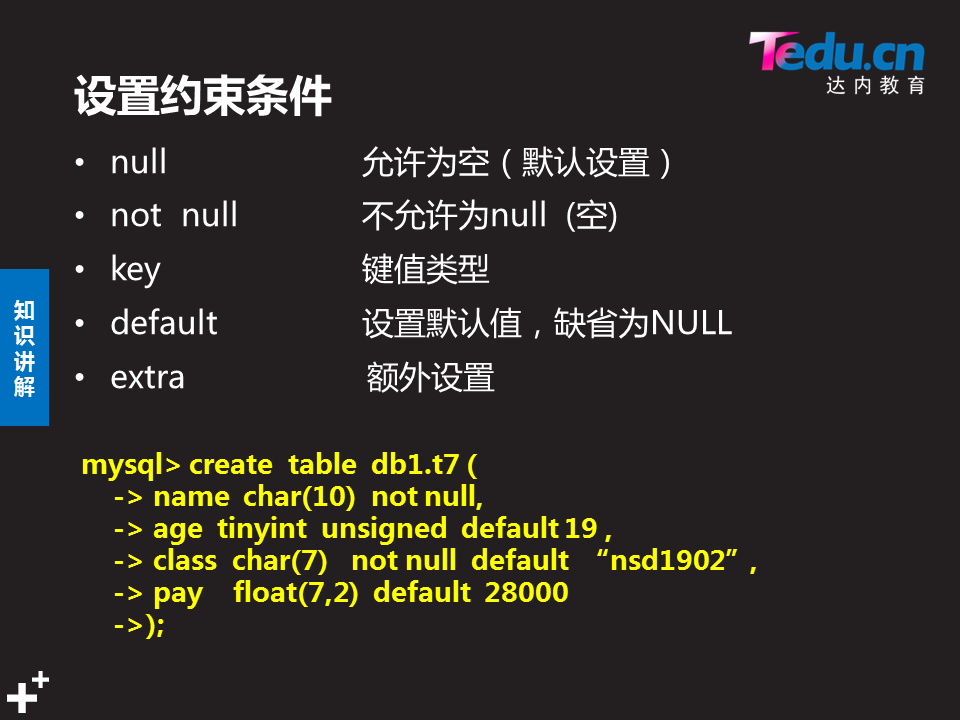 Tedu.cn
达内教育
设置约束条件
• null 允许为空（默认设置）
• not null 不允许为null (空)
• key 键值类型
• default 设置默认值，缺省为NULL
• extra 额外设置
知识讲解
mysql> create table db1.t7 (
-> name char(10) not null,
-> age tinyint unsigned default 19 ,
-> class char(7) not null default “nsd1902” ,
-> pay float(7,2) default 28000
->);